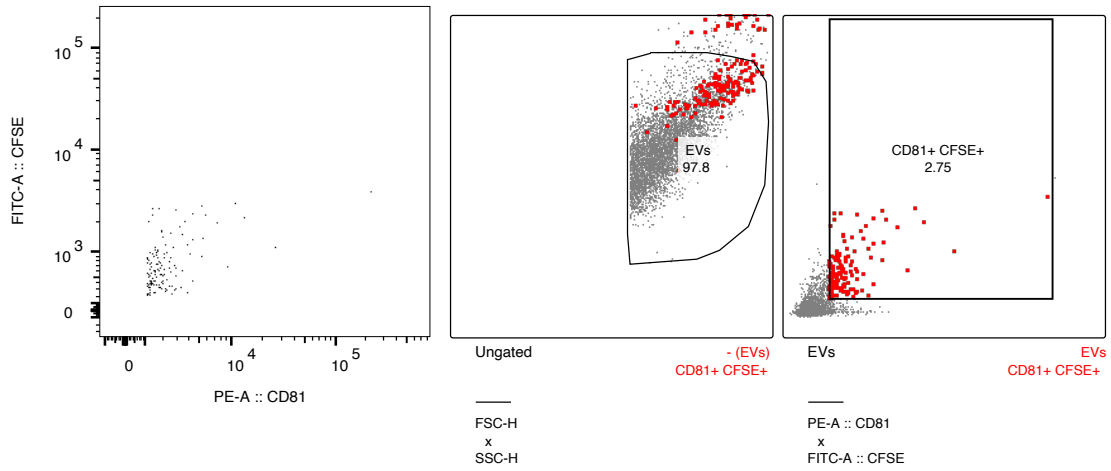 FITC-A :: CFSE
10^5
10^4
10^3
0
0
10^4
10^5
PE-A :: CD81
EVs
97.8
Ungated
- (EVs)
CD81+ CFSE+
FSC-H
x
SSC-H
CD81+ CFSE+
2.75
EVs
EVs
CD81+ CFSE+
PE-A :: CD81
x
FITC-A :: CFSE